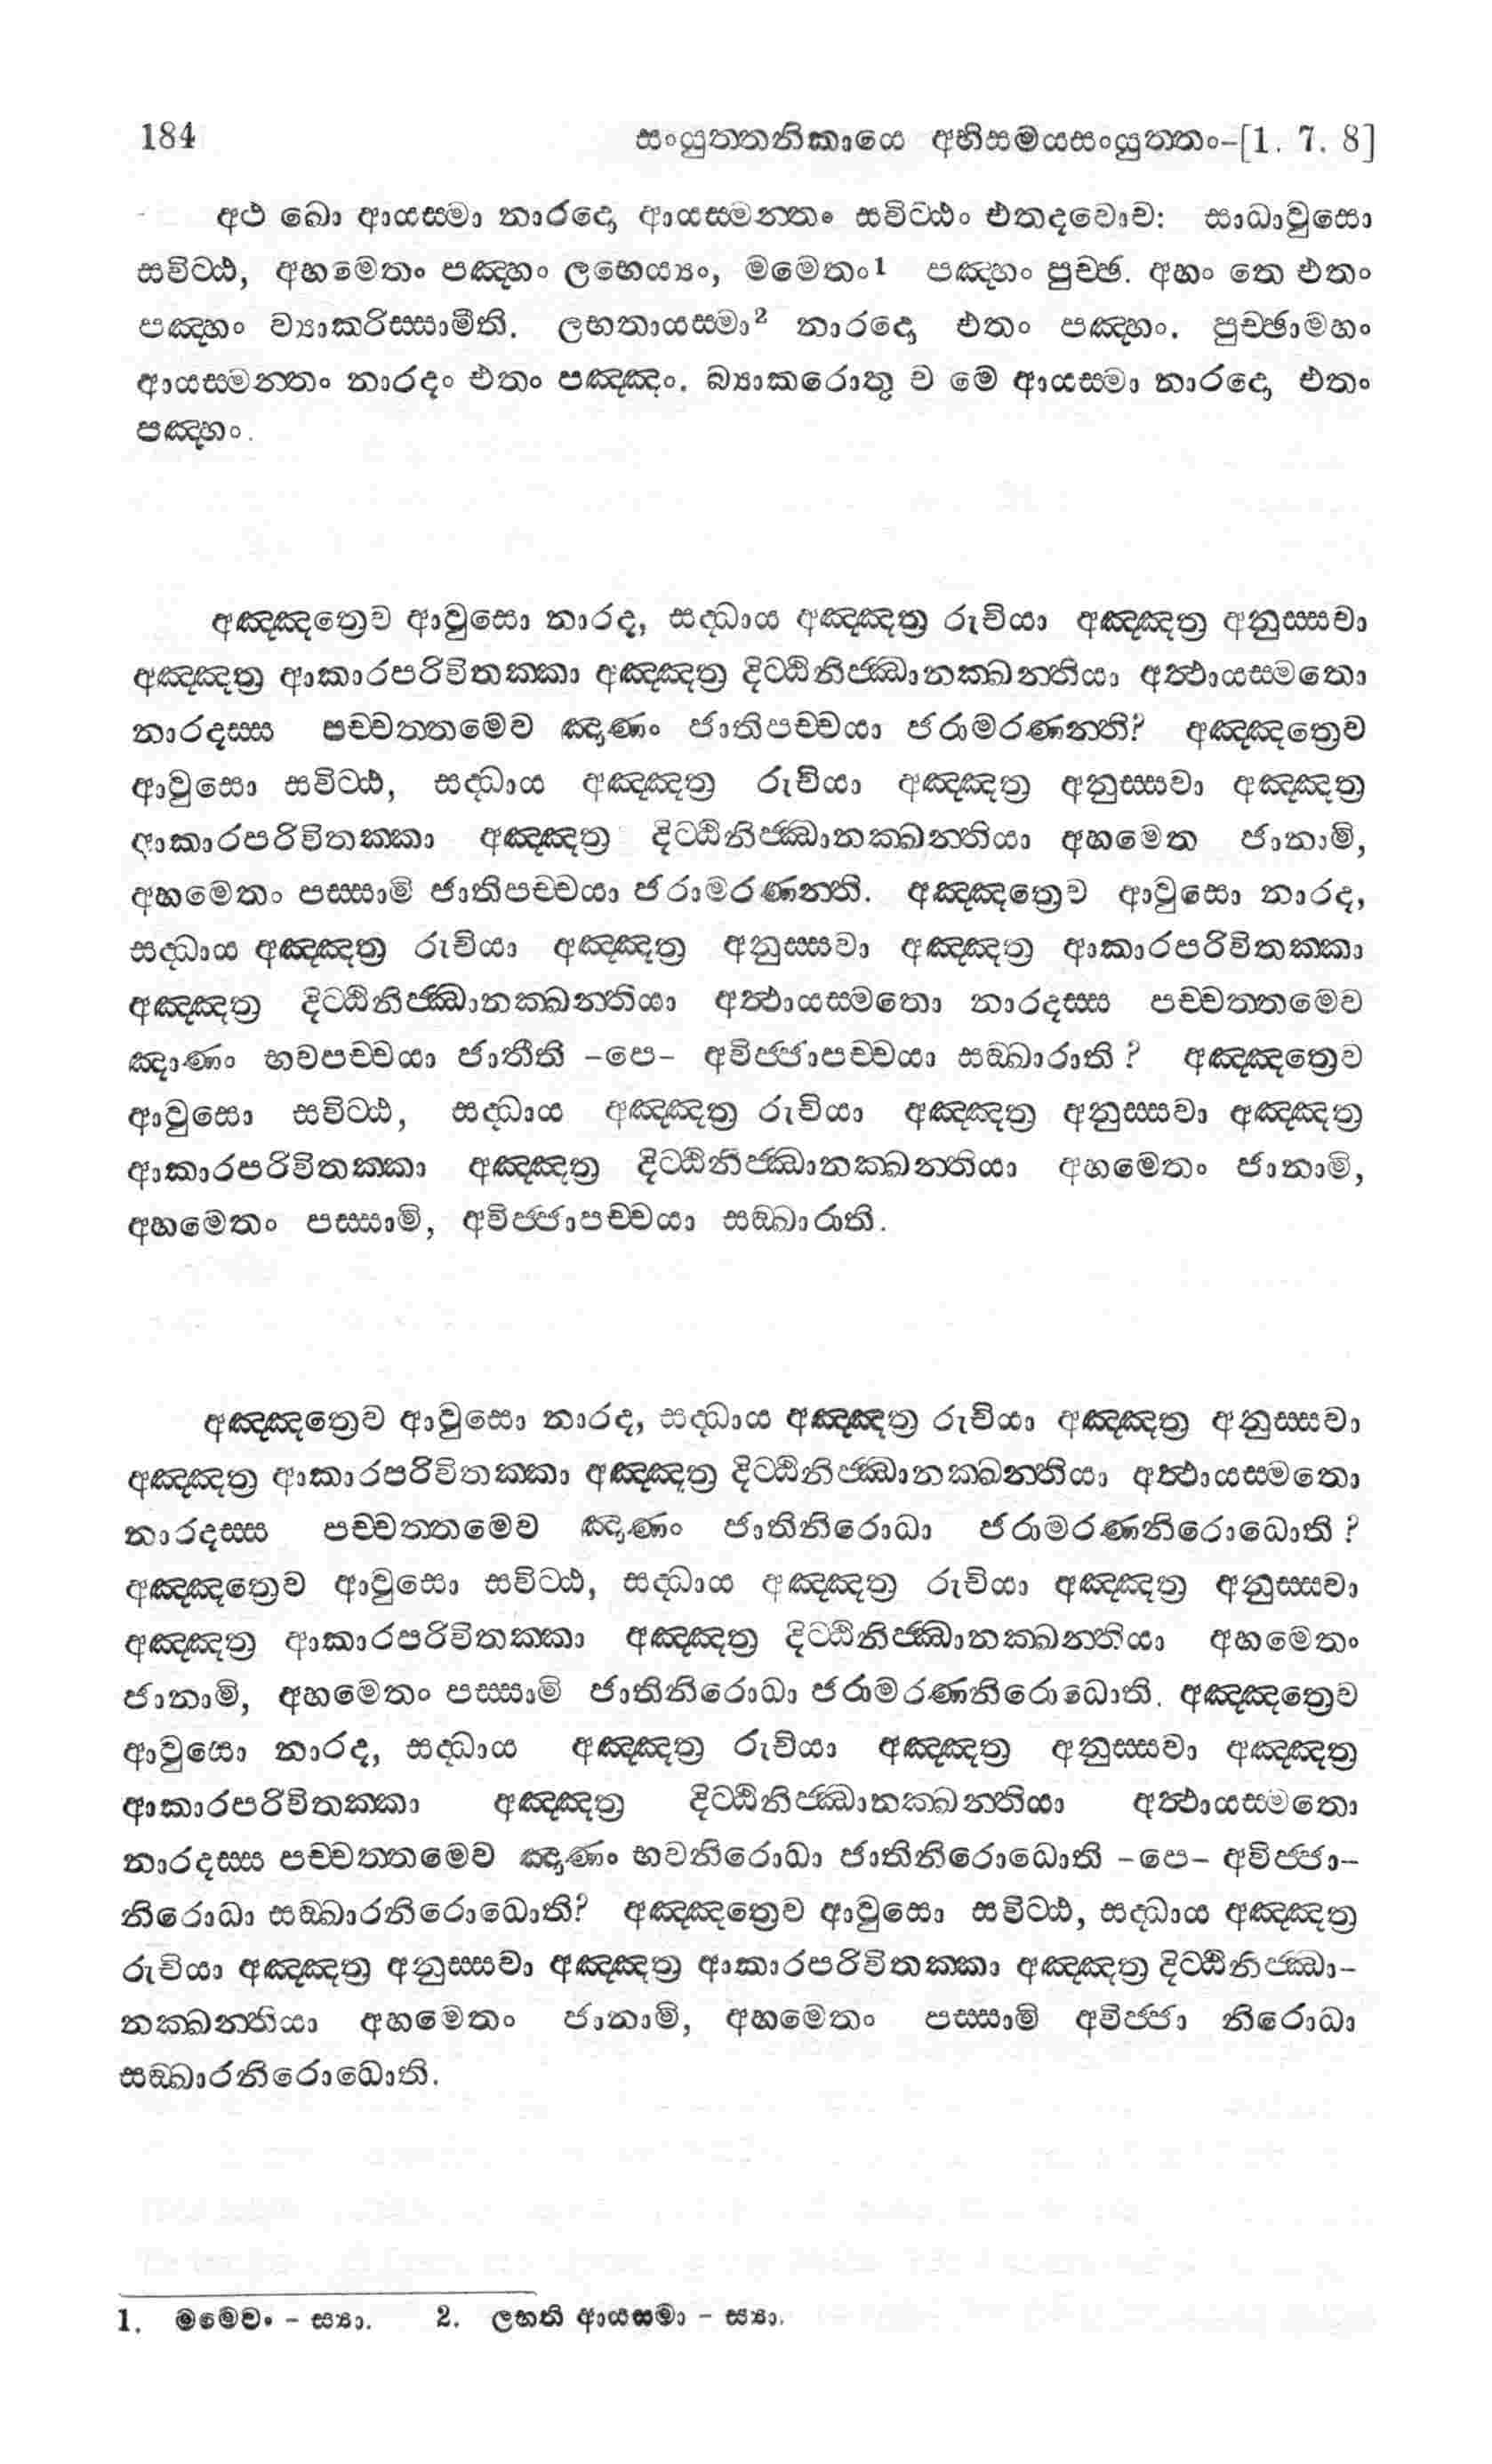 184 සංයුත්තනිකායෙ අභිසමයසංයුත්තං-[1. 7. 8]
අථ ඛො ආයස්මා නාරදො ආයස්මන්තං සවිට්ඨං එතදවොච: සාධාවුසො
සවිට්ඨ, අහමෙතං පඤ්හං ලභෙය්‍යං, මමෙතං1 පඤ්හං පුච්ඡ. අහං තෙ එතං
පඤ්හං ව්‍යාකරිස්සාමීති. ලභතායස්මා2 නාරදො එතං පඤ්හං. පුච්ඡාමහං
ආයස්මන්තං නාරදං එතං පඤ්ඤං. බ්‍යාකරොතු ච මෙ ආයස්මා නාරදො එතං
පඤ්හං.
අඤ්ඤත්‍රෙව ආවුසො නාරද, සද්ධාය අඤ්ඤත්‍ර රුචියා අඤ්ඤත්‍ර අනුස්සවා
අඤ්ඤත්‍ර ආකාරපරිවිතක්කා අඤ්ඤත්‍ර දිට්ඨිනිජ්ඣානක්ඛන්තියා අත්ථායස්මතො
නාරදස්ස පච්චත්තමෙව ඤාණං ජාතිපච්චයා ජරාමරණන්ති? අඤ්ඤත්‍රෙව
ආවුසො සවිට්ඨ, සද්ධාය අඤ්ඤත්‍ර රුචියා අඤ්ඤත්‍ර අනුස්සවා අඤ්ඤත්‍ර
ආකාරපරිවිතක්කා අඤ්ඤත්‍ර දිට්ඨිනිජ්ඣානක්ඛන්තියා අහමෙත ජානාමි,
අහමෙතං පස්සාමි ජාතිපච්චයා ජරාමරණන්ති. අඤ්ඤත්‍රෙව ආවුසො නාරද,
සද්ධාය අඤ්ඤත්‍ර රුචියා අඤ්ඤත්‍ර අනුස්සවා අඤ්ඤත්‍ර ආකාරපරිවිතක්කා
අඤ්ඤත්‍ර දිට්ඨිනිජ්ඣානක්ඛන්තියා අත්ථායස්මතො නාරදස්ස පච්චත්තමෙව
ඤාණං භවපච්චයා ජාතීති -පෙ- අවිජ්ජාපච්චයා සඞ්ඛාරාති? අඤ්ඤත්‍රෙව
ආවුසො සවිට්ඨ, සද්ධාය අඤ්ඤත්‍ර රුචියා අඤ්ඤත්‍ර අනුස්සවා අඤ්ඤත්‍ර
ආකාරපරිවිතක්කා අඤ්ඤත්‍ර දිට්ඨිනිජ්ඣානක්ඛන්තියා අහමෙතං ජානාමි,
අහමෙතං පස්සාමි, අවිජ්ජාපච්චයා සඞ්ඛාරාති.
අඤ්ඤත්‍රෙව ආවුසො නාරද, සද්ධාය අඤ්ඤත්‍ර රුචියා අඤ්ඤත්‍ර අනුස්සවා
අඤ්ඤත්‍ර ආකාරපරිවිතක්කා අඤ්ඤත්‍ර දිට්ඨිනිජ්ඣානක්ඛන්තියා අත්ථායස්මතො
නාරදස්ස පච්චත්තමෙව ඤාණං ජාතිනිරොධා ජරාමරණනිරොධොති?
අඤ්ඤත්‍රෙව ආවුසො සවිට්ඨ, සද්ධාය අඤ්ඤත්‍ර රුචියා අඤ්ඤත්‍ර අනුස්සවා
අඤ්ඤත්‍ර ආකාරපරිවිතක්කා අඤ්ඤත්‍ර දිට්ඨිනිජ්ඣානක්ඛන්තියා අහමෙතං
ජානාමි, අහමෙතං පස්සාමි ජාතිනිරොධා ජරාමරණනිරොධොති. අඤ්ඤත්‍රෙව
ආවුසො නාරද, සද්ධාය අඤ්ඤත්‍ර රුචියා අඤ්ඤත්‍ර අනුස්සවා අඤ්ඤත්‍ර
ආකාරපරිවිතක්කා අඤ්ඤත්‍ර දිට්ඨිනිජ්ඣානක්ඛන්තියා අත්ථායස්මතො
නාරදස්ස පච්චත්තමෙව ඤාණං භවනිරොධා ජාතිනිරොධොති -පෙ- අවිජ්ජා-
නිරොධා සඞ්ඛාරනිරොධොති? අඤ්ඤත්‍රෙව ආවුසො සවිට්ඨ, සද්ධාය අඤ්ඤත්‍ර
රුචියා අඤ්ඤත්‍ර අනුස්සවා අඤ්ඤත්‍ර ආකාරපරිවිතක්කා අඤ්ඤත්‍ර දිට්ඨිනිජ්ඣා-
නක්ඛන්තියා අහමෙතං ජානාමි, අහමෙතං පස්සාමි අවිජ්ජා නිරොධා
සඞ්ඛාරනිරොධොති.
1. මමෙවං - ස්‍යා. 2. ලභති ආයස්මා - ස්‍යා.